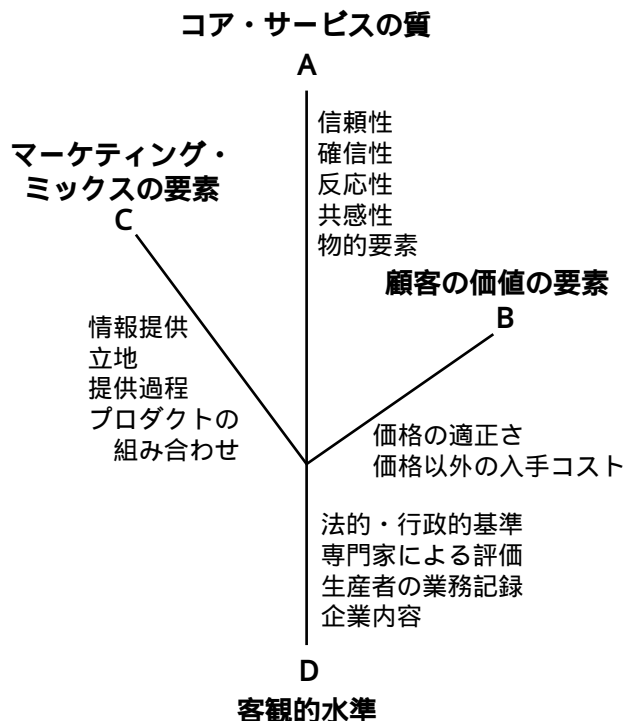 コア・サービスの質
A
信頼性
確信性
反応性
共感性
物的要素
マーケティング・
ミックスの要素
C
顧客の価値の要素
B
情報提供
立地
提供過程
プロダクトの
組み合わせ
価格の適正さ
価格以外の入手コスト
法的・行政的基準
専門家による評価
生産者の業務記録
企業内容
D
客観的水準